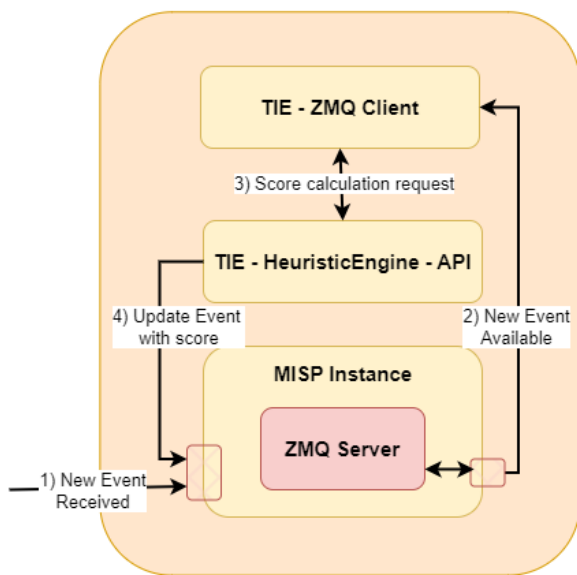 TIE - ZMQ Client
3) Score calculation request
TIE - HeuristicEngine - API
4) Update Event
with score
2) New Event
Available
MISP Instance
ZMQ Server
1) New Event
Received